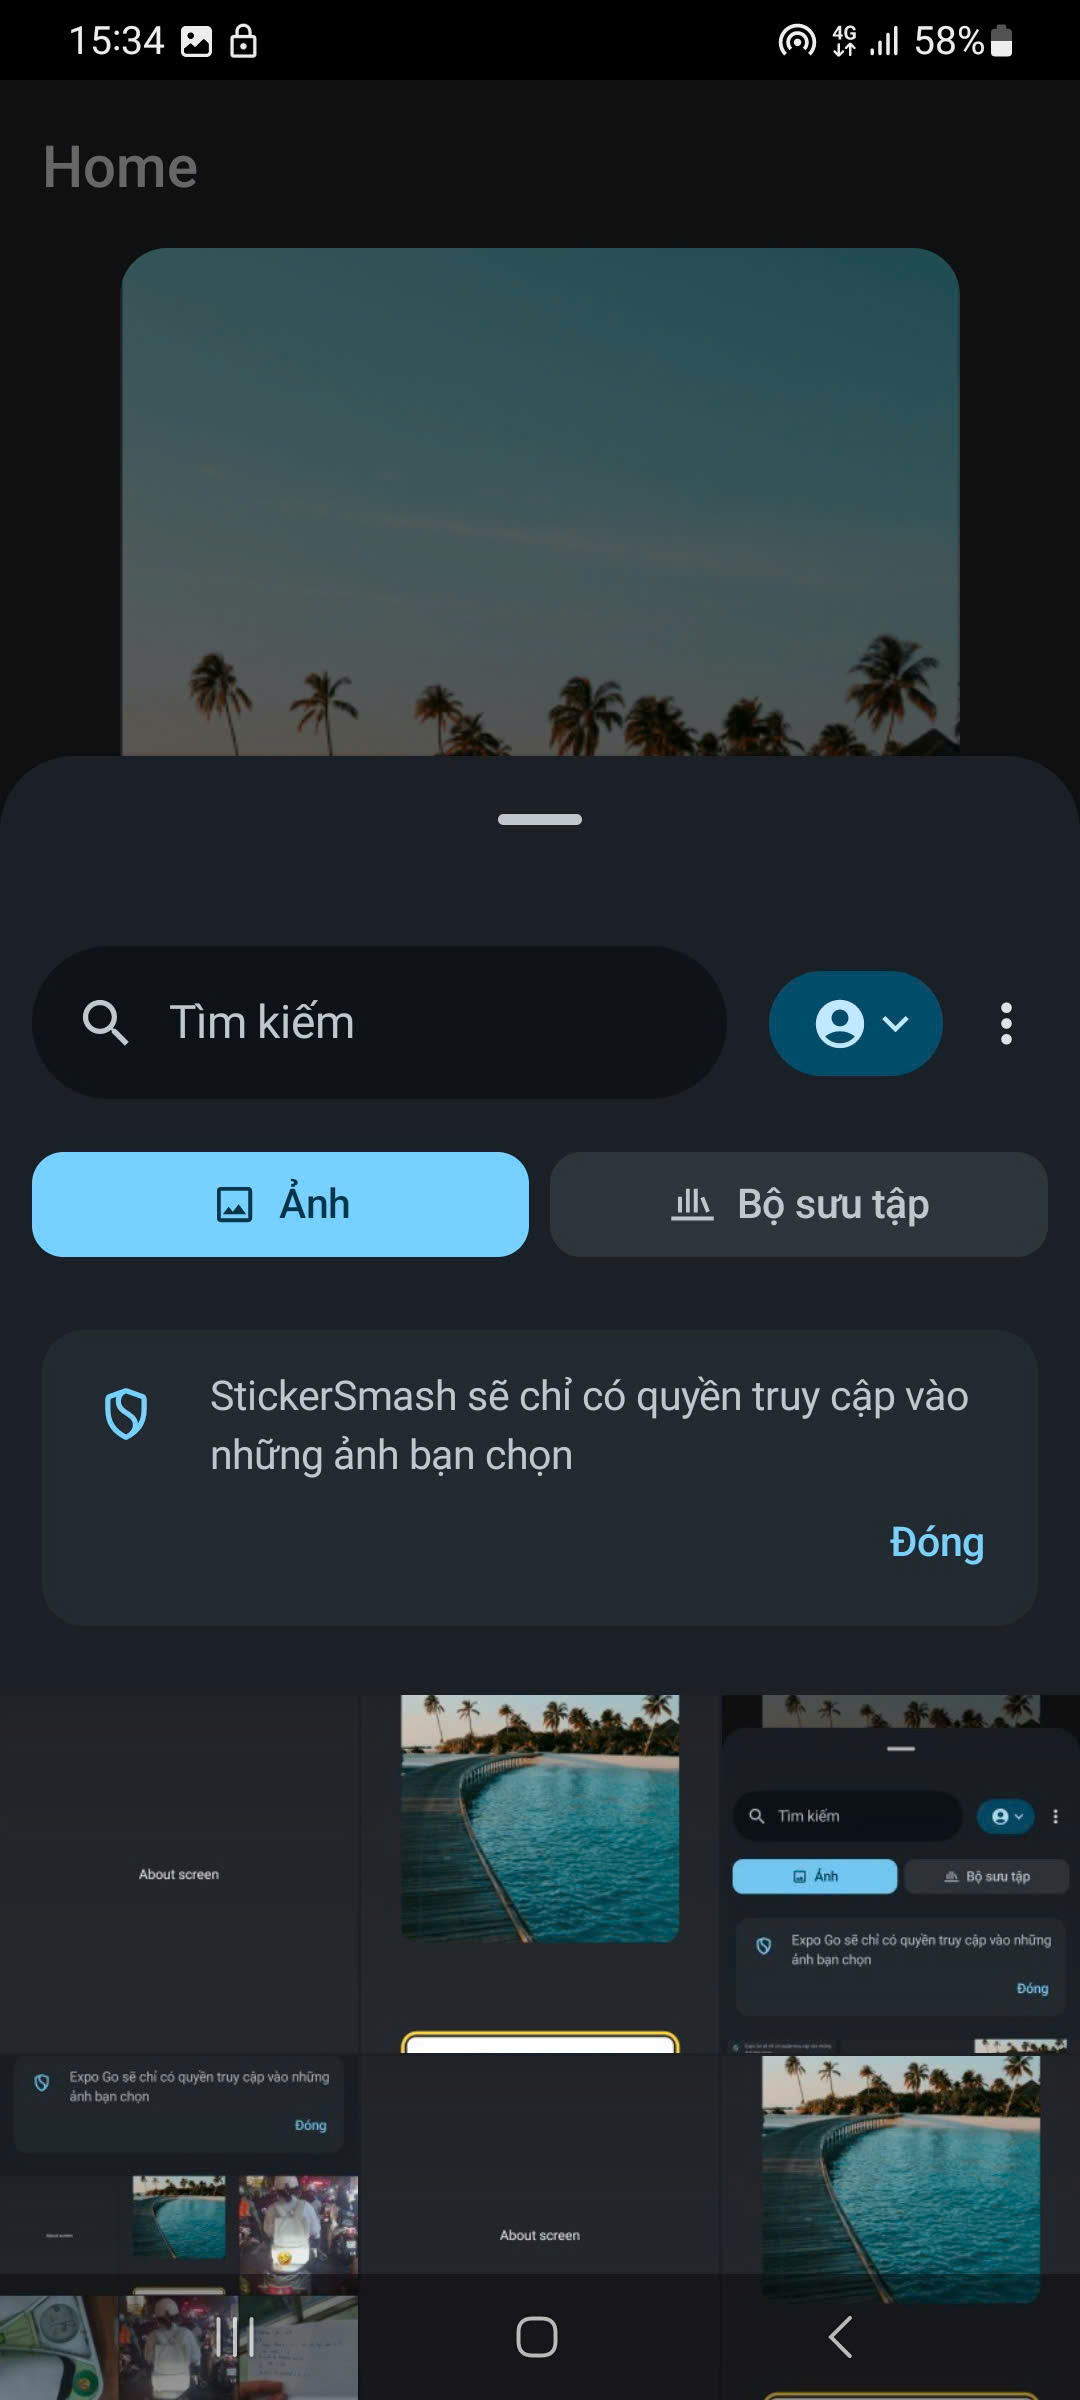 15:34
4G
58%
Home
Tìm kiếm
Ảnh
Bộ sưu tập
StickerSmash sẽ chỉ có quyền truy cập vào
những ảnh bạn chọn
Đóng
About screen
Tìm kiếm
Ảnh
Bộ sưu tập
Expo Go sẽ chỉ có quyền truy cập vào những
ảnh bạn chọn
Đóng
Expo Go sẽ chỉ có quyền truy cập vào những
ảnh bạn chọn
Đóng
About screen
About screen